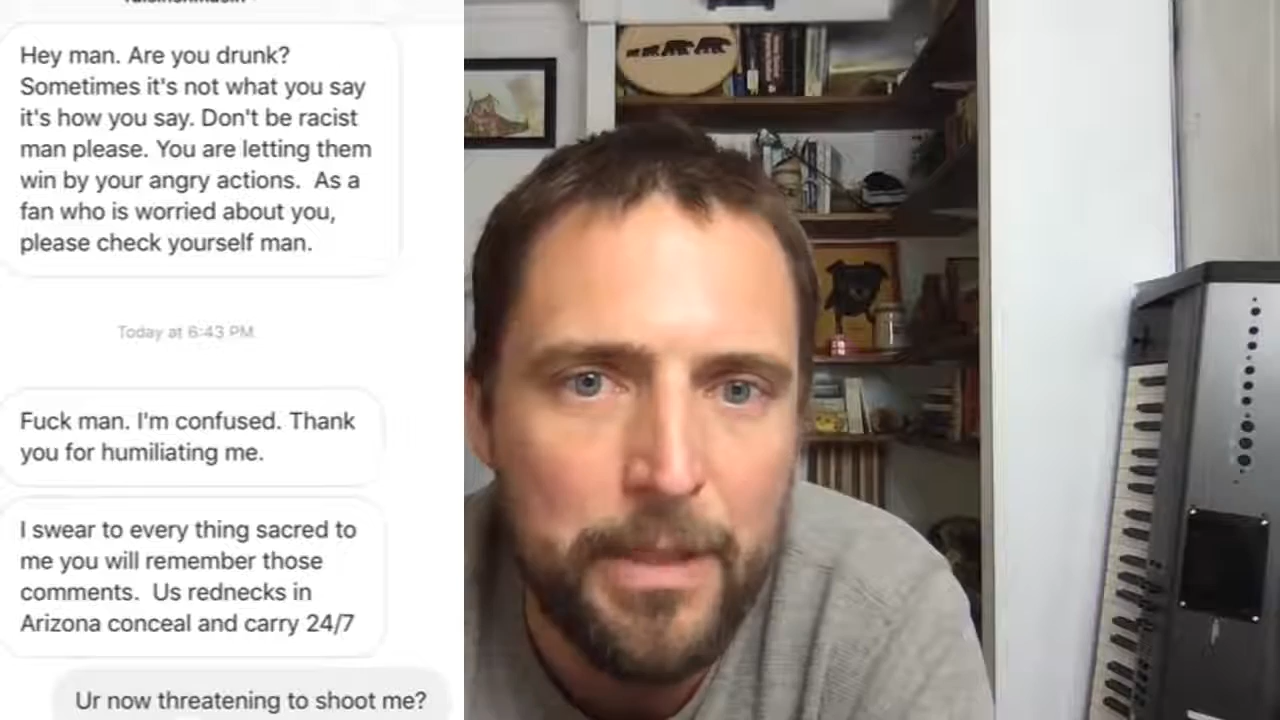 Hey man. Are you drunk?
Sometimes it's not what you say
it's how you say. Don't be racist
man please. You are letting them
win by your angry actions.  As a
fan who is worried about you,
please check yourself man.
Today at 6:43 PM
Fuck man. I'm confused. Thank
you for humiliating me.
I swear to every thing sacred to
me you will remember those
comments.  Us rednecks in
Arizona conceal and carry 24/7
Ur now threatening to shoot me?